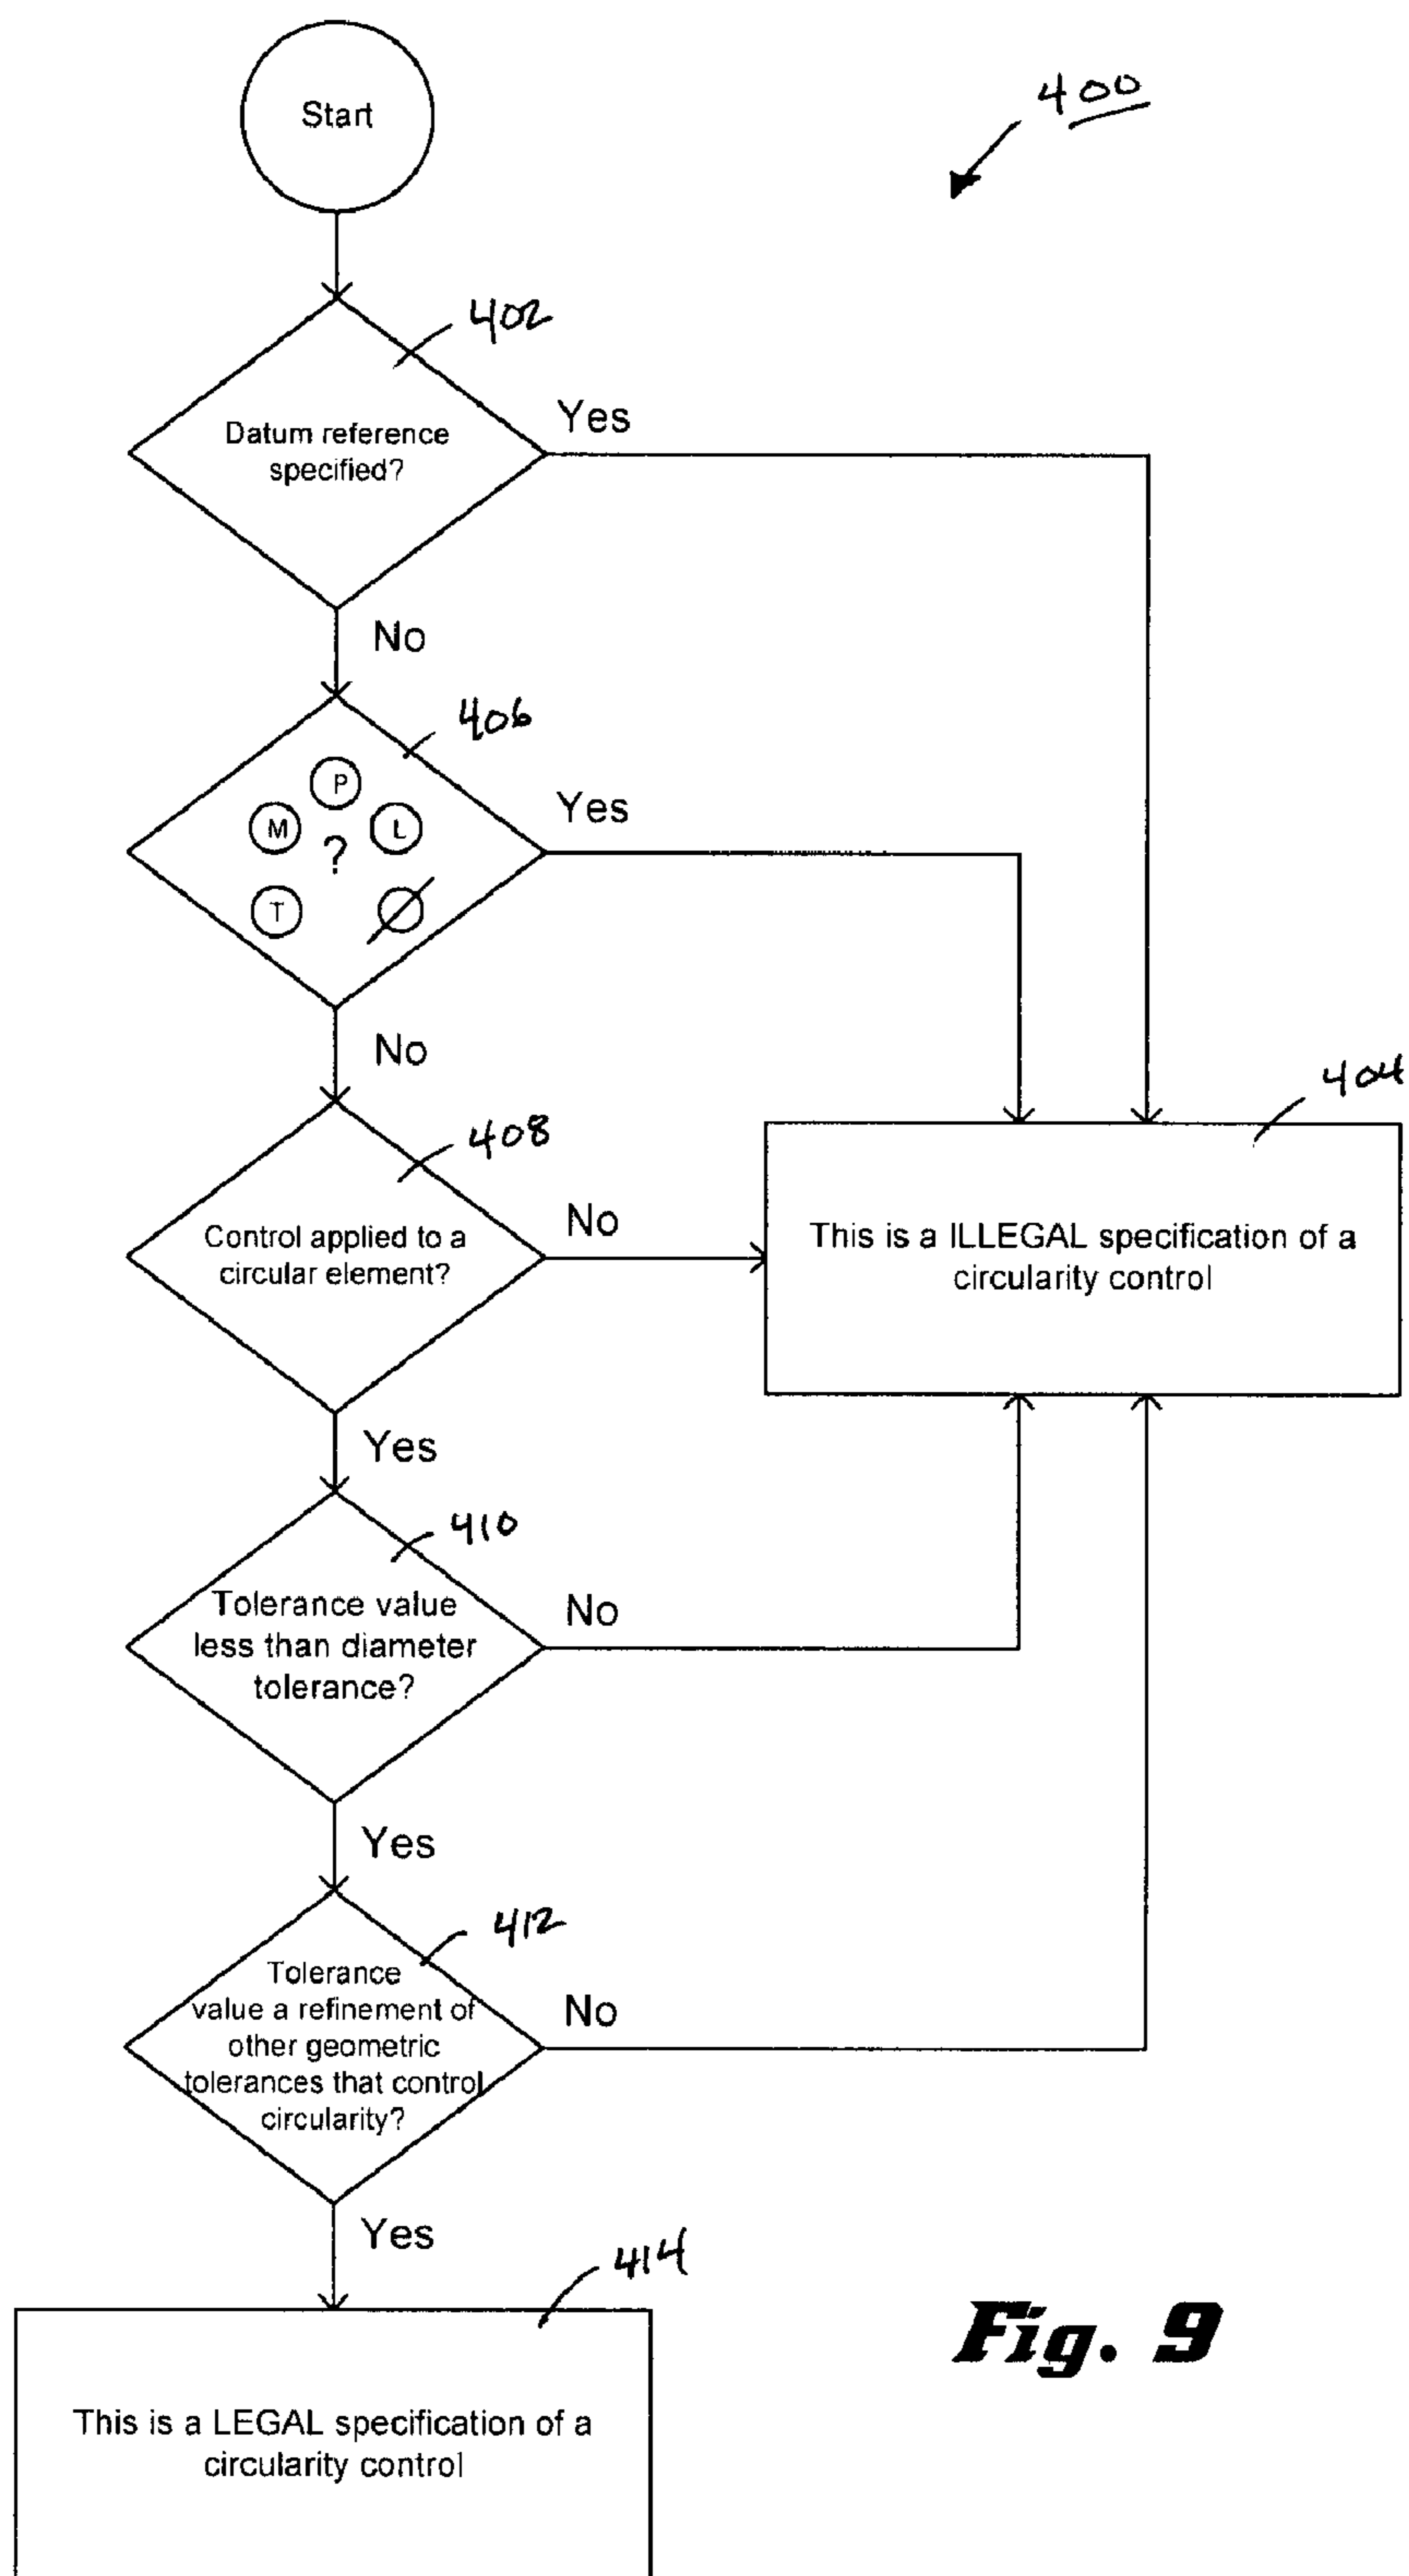 Start
400
402
Datum reference
specified?
Yes
No
406
P
M
?
L
T
Ø
Yes
No
408
Control applied to a
circular element?
No
404
This is a ILLEGAL specification of a
circularity control
Yes
410
Tolerance value
less than diameter
tolerance?
No
Yes
412
Tolerance
value a refinement of
other geometric
tolerances that control
circularity?
No
Yes
414
This is a LEGAL specification of a
circularity control
Fig. 9